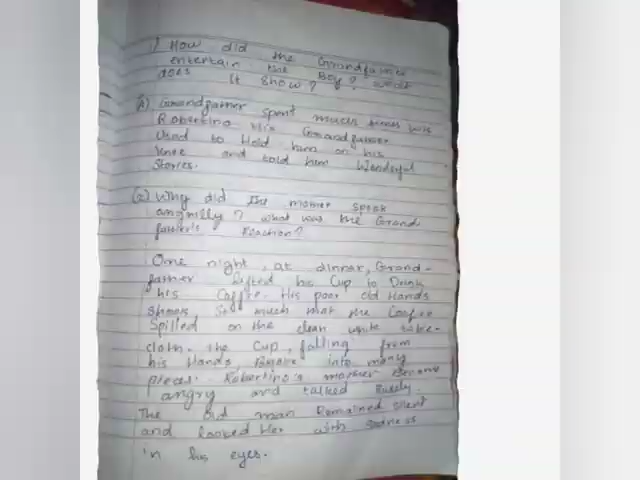 1) How did the Grandfather
entertain the Boy? what
does it show?
A) Grandfather spent much times with
Robertino His Grandfather
Used to Hold him on his
knee and told him Wonderful
Stories.
Q) Why did the mother speak
angrilly? what was the Grand
father's Reaction?
One night, at dinner, Grand-
father lifted his Cup to Drink
his Coffee. His poor old Hands
shook so much that the Coffee
Spilled on the clean white table-
cloth. the Cup, falling from
his Hands Broke into many
pieces. Robertino's mother Became
angry and talked Rudely.
The old man Remained silent
and looked Her with Sadness
in his eyes.